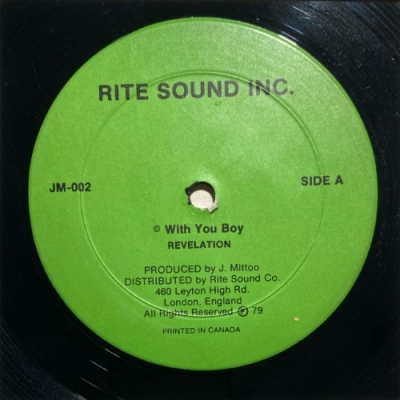 RITE SOUND INC.
JM-002 SIDE A
© With You Boy
REVELATION
PRODUCED by J. Mittoo
DISTRIBUTED by Rite Sound Co.
460 Leyton High Rd.
London, England
All Rights Reserved ℗ 79
PRINTED IN CANADA